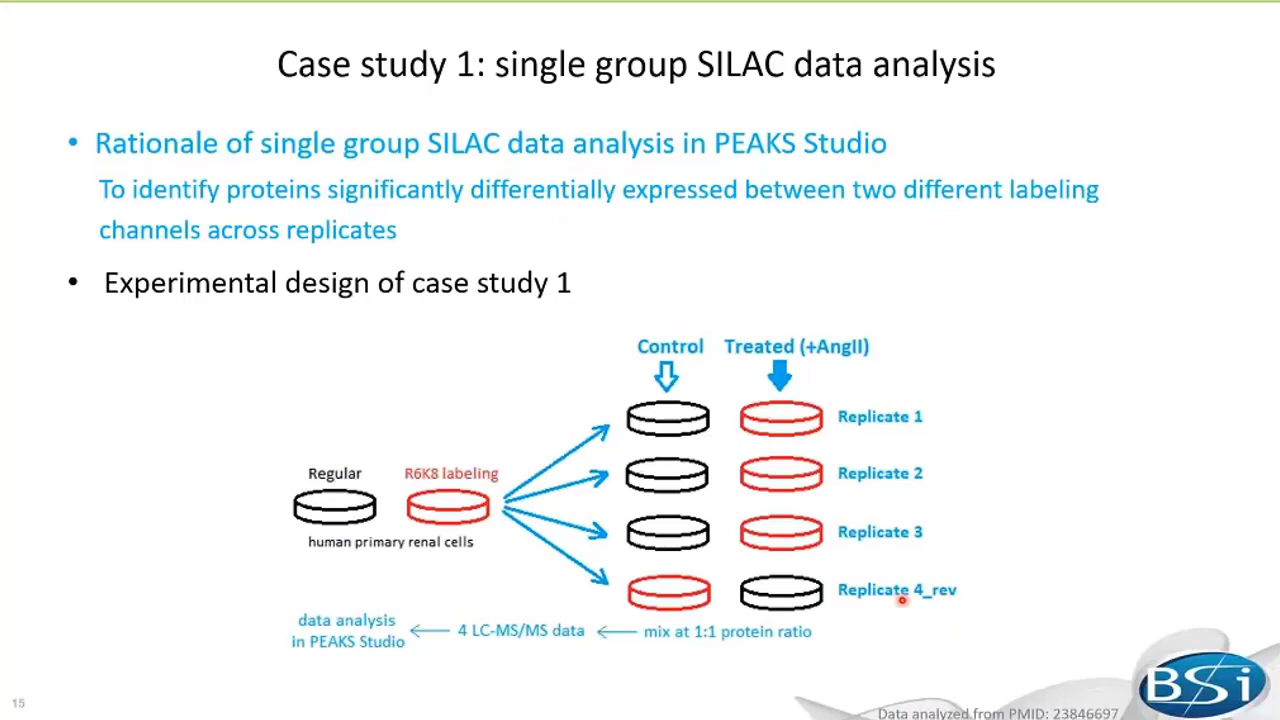 Case study 1: single group SILAC data analysis
• Rationale of single group SILAC data analysis in PEAKS Studio
To identify proteins significantly differentially expressed between two different labeling
channels across replicates
• Experimental design of case study 1
Control Treated (+AngII)
Replicate 1
Regular R6K8 labeling
Replicate 2
human primary renal cells
Replicate 3
Replicate 4_rev
data analysis
in PEAKS Studio
4 LC-MS/MS data
mix at 1:1 protein ratio
15
BSi
Data analyzed from PMID: 23846697